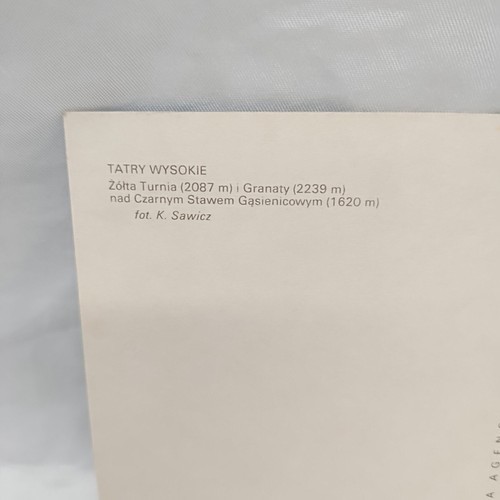 TATRY WYSOKIE
Żółta Turnia (2087 m) i Granaty (2239 m)
nad Czarnym Stawem Gąsienicowym (1620 m)
fot. K. Sawicz